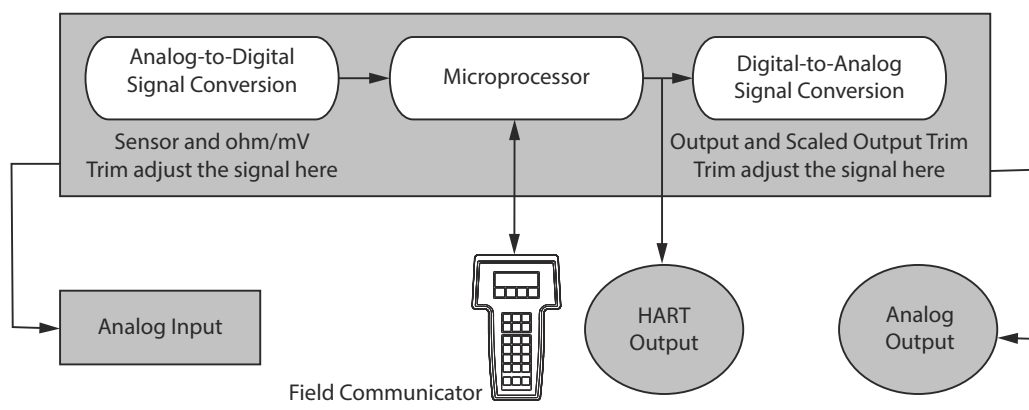 Analog-to-Digital
Signal Conversion
Microprocessor
Digital-to-Analog
Signal Conversion
Sensor and ohm/mV
Trim adjust the signal here
Output and Scaled Output Trim
Trim adjust the signal here
Analog Input
Field Communicator
HART
Output
Analog
Output